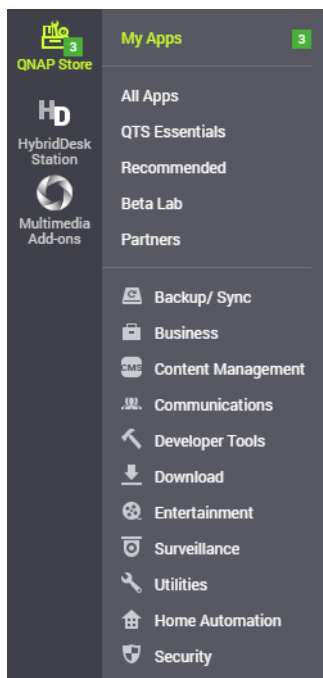 3
QNAP Store
HD
HybridDesk
Station
Multimedia
Add-ons
My Apps 3
All Apps
QTS Essentials
Recommended
Beta Lab
Partners
Backup/ Sync
Business
CMS Content Management
Communications
Developer Tools
Download
Entertainment
Surveillance
Utilities
Home Automation
Security